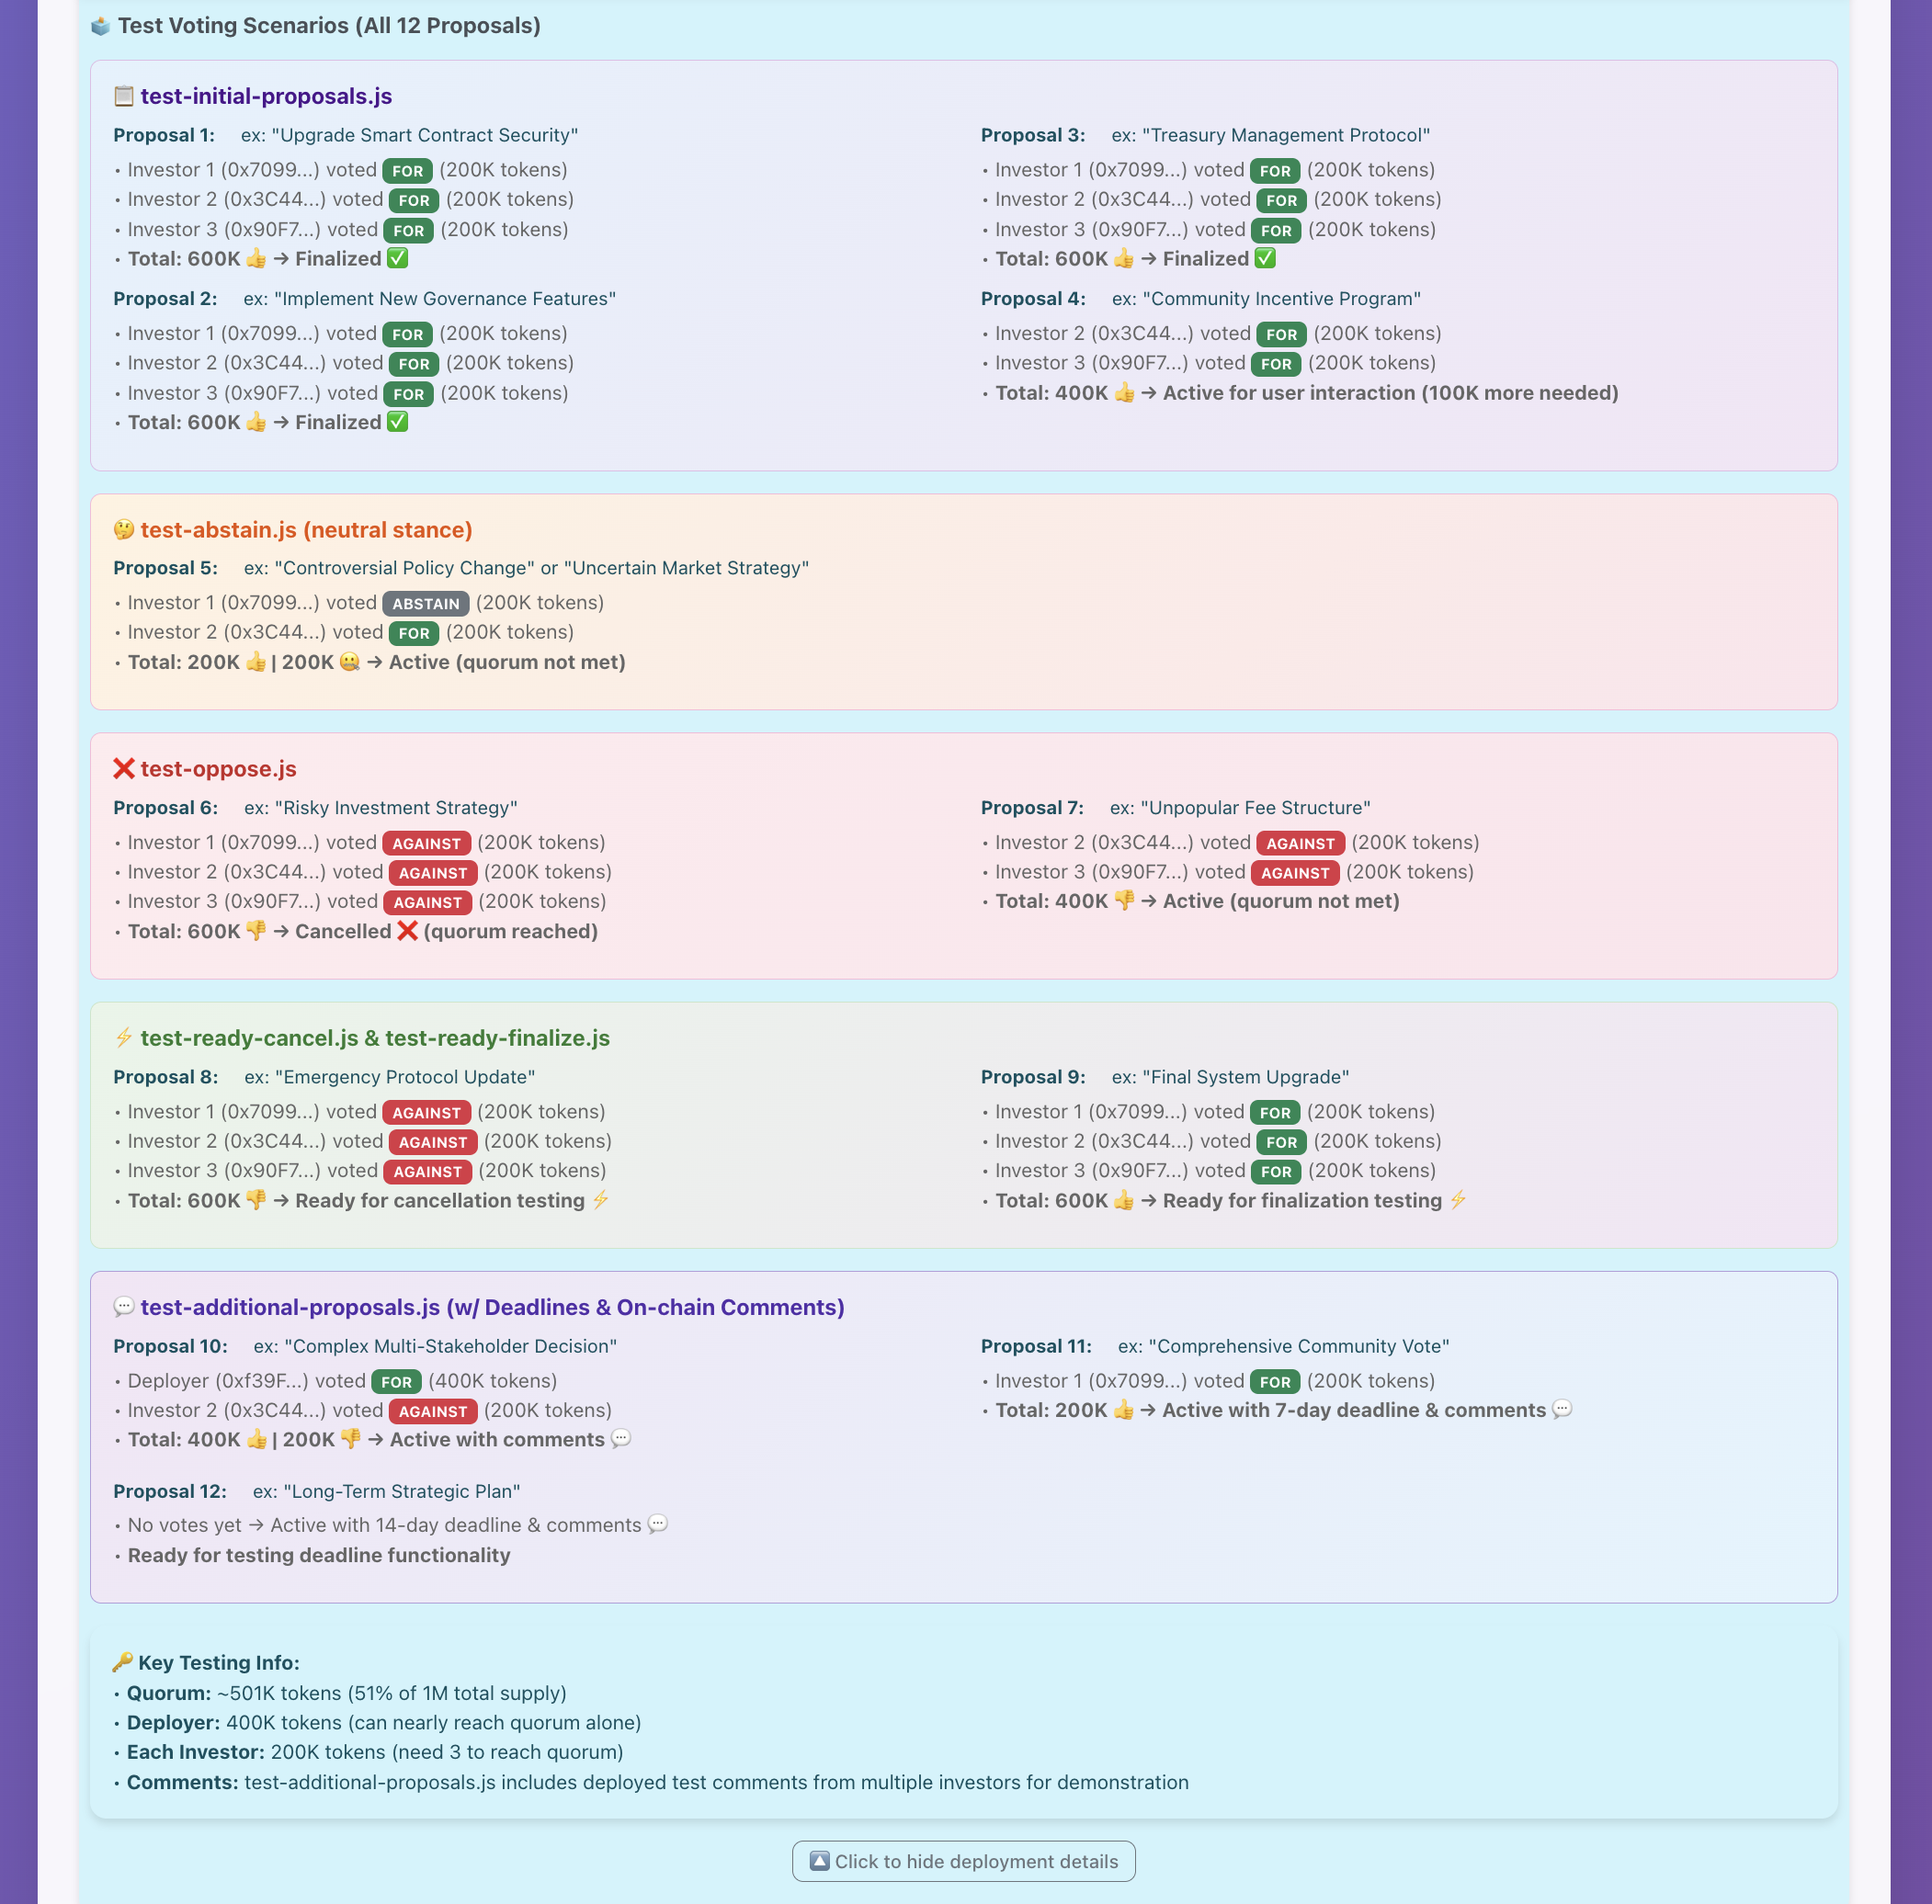 🗳️ Test Voting Scenarios (All 12 Proposals)
📋 test-initial-proposals.js
Proposal 1: ex: "Upgrade Smart Contract Security"
• Investor 1 (0x7099...) voted FOR (200K tokens)
• Investor 2 (0x3C44...) voted FOR (200K tokens)
• Investor 3 (0x90F7...) voted FOR (200K tokens)
• Total: 600K 👍 → Finalized ✅
Proposal 2: ex: "Implement New Governance Features"
• Investor 1 (0x7099...) voted FOR (200K tokens)
• Investor 2 (0x3C44...) voted FOR (200K tokens)
• Investor 3 (0x90F7...) voted FOR (200K tokens)
• Total: 600K 👍 → Finalized ✅
Proposal 3: ex: "Treasury Management Protocol"
• Investor 1 (0x7099...) voted FOR (200K tokens)
• Investor 2 (0x3C44...) voted FOR (200K tokens)
• Investor 3 (0x90F7...) voted FOR (200K tokens)
• Total: 600K 👍 → Finalized ✅
Proposal 4: ex: "Community Incentive Program"
• Investor 2 (0x3C44...) voted FOR (200K tokens)
• Investor 3 (0x90F7...) voted FOR (200K tokens)
• Total: 400K 👍 → Active for user interaction (100K more needed)
🤔 test-abstain.js (neutral stance)
Proposal 5: ex: "Controversial Policy Change" or "Uncertain Market Strategy"
• Investor 1 (0x7099...) voted ABSTAIN (200K tokens)
• Investor 2 (0x3C44...) voted FOR (200K tokens)
• Total: 200K 👍 | 200K 🤐 → Active (quorum not met)
❌ test-oppose.js
Proposal 6: ex: "Risky Investment Strategy"
• Investor 1 (0x7099...) voted AGAINST (200K tokens)
• Investor 2 (0x3C44...) voted AGAINST (200K tokens)
• Investor 3 (0x90F7...) voted AGAINST (200K tokens)
• Total: 600K 👎 → Cancelled ❌ (quorum reached)
Proposal 7: ex: "Unpopular Fee Structure"
• Investor 2 (0x3C44...) voted AGAINST (200K tokens)
• Investor 3 (0x90F7...) voted AGAINST (200K tokens)
• Total: 400K 👎 → Active (quorum not met)
⚡ test-ready-cancel.js & test-ready-finalize.js
Proposal 8: ex: "Emergency Protocol Update"
• Investor 1 (0x7099...) voted AGAINST (200K tokens)
• Investor 2 (0x3C44...) voted AGAINST (200K tokens)
• Investor 3 (0x90F7...) voted AGAINST (200K tokens)
• Total: 600K 👎 → Ready for cancellation testing ⚡
Proposal 9: ex: "Final System Upgrade"
• Investor 1 (0x7099...) voted FOR (200K tokens)
• Investor 2 (0x3C44...) voted FOR (200K tokens)
• Investor 3 (0x90F7...) voted FOR (200K tokens)
• Total: 600K 👍 → Ready for finalization testing ⚡
💬 test-additional-proposals.js (w/ Deadlines & On-chain Comments)
Proposal 10: ex: "Complex Multi-Stakeholder Decision"
• Deployer (0xf39F...) voted FOR (400K tokens)
• Investor 2 (0x3C44...) voted AGAINST (200K tokens)
• Total: 400K 👍 | 200K 👎 → Active with comments 💬
Proposal 11: ex: "Comprehensive Community Vote"
• Investor 1 (0x7099...) voted FOR (200K tokens)
• Total: 200K 👍 → Active with 7-day deadline & comments 💬
Proposal 12: ex: "Long-Term Strategic Plan"
• No votes yet → Active with 14-day deadline & comments 💬
• Ready for testing deadline functionality
🔑 Key Testing Info:
• Quorum: ~501K tokens (51% of 1M total supply)
• Deployer: 400K tokens (can nearly reach quorum alone)
• Each Investor: 200K tokens (need 3 to reach quorum)
• Comments: test-additional-proposals.js includes deployed test comments from multiple investors for demonstration
🔼 Click to hide deployment details